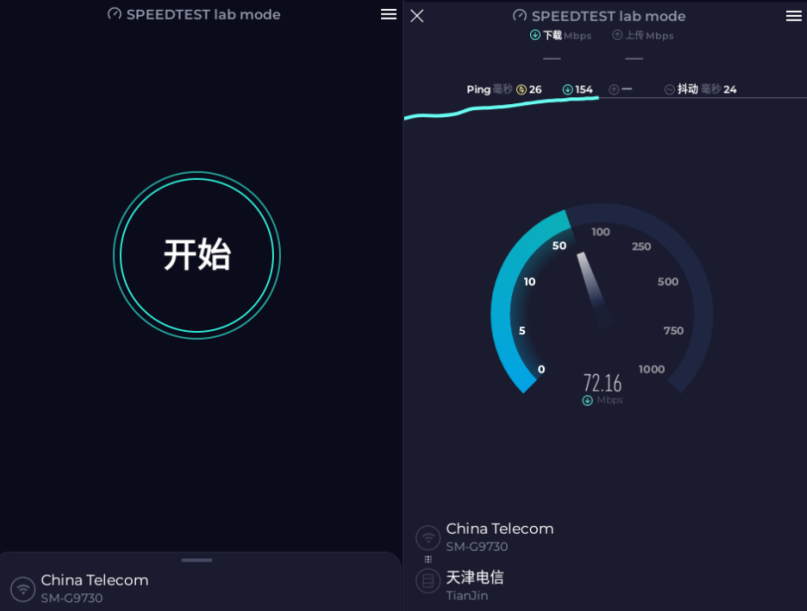 SPEEDTEST lab mode
开始
China Telecom
SM-G9730
SPEEDTEST lab mode
下载 Mbps 上传 Mbps
— —
Ping 毫秒 26 154 — 抖动 毫秒 24
100
50 250
10 500
5 750
0 1000
72.16
Mbps
China Telecom
SM-G9730
天津电信
TianJin